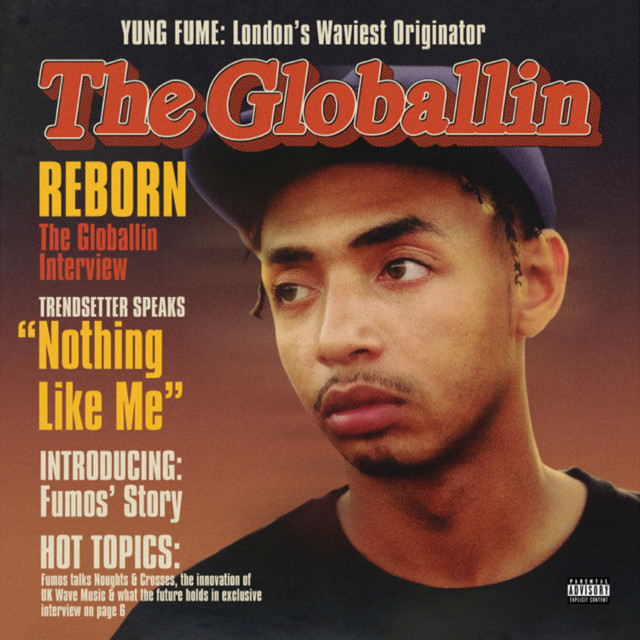 YUNG FUME: London's Waviest Originator
The Globallin
REBORN
The Globallin
Interview
TRENDSETTER SPEAKS
“Nothing
Like Me”
INTRODUCING:
Fumos' Story
HOT TOPICS:
Fumos talks Noughts & Crosses, the innovation of
UK Wave Music & what the future holds in exclusive
interview on page 6
PARENTAL
ADVISORY
EXPLICIT CONTENT